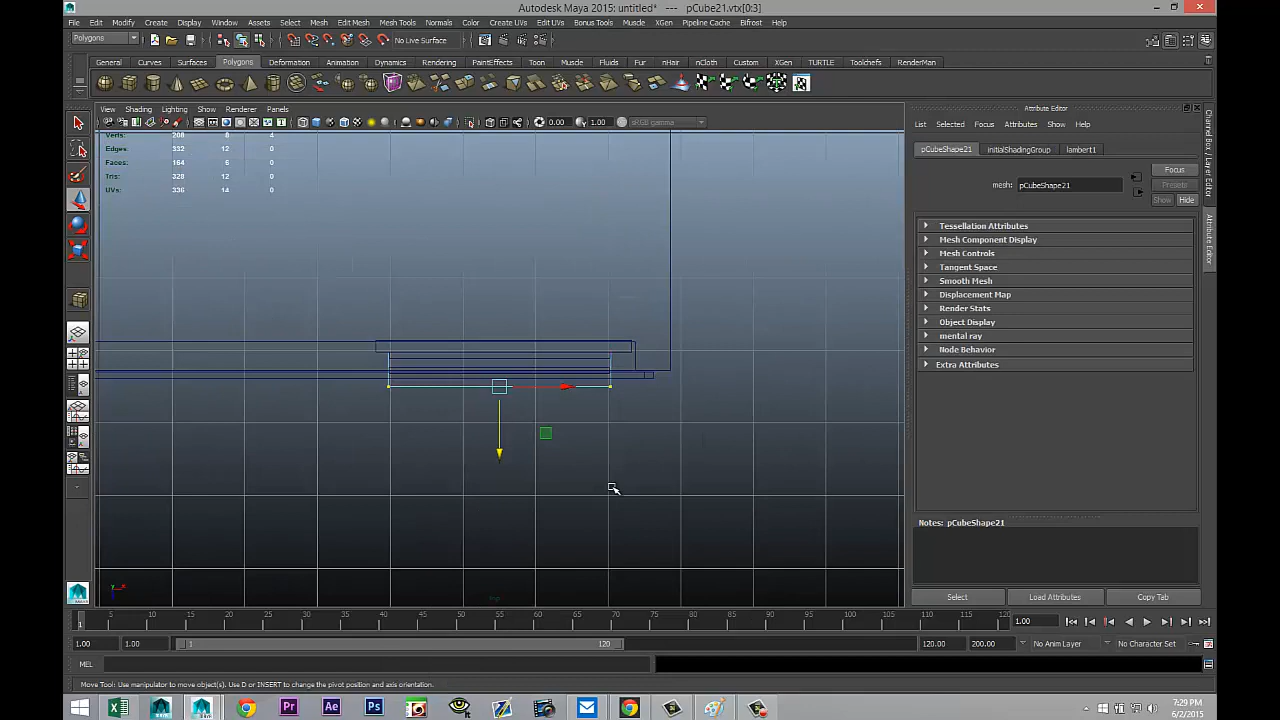 Autodesk Maya 2015: untitled* --- pCube21.vtx[0:3]
File Edit Modify Create Display Window Assets Select Mesh Edit Mesh Mesh Tools Normals Color Create UVs Edit UVs Bonus Tools Muscle XGen Pipeline Cache Bifrost Help
Polygons No Live Surface
General Curves Surfaces Polygons Deformation Animation Dynamics Rendering PaintEffects Toon Muscle Fluids Fur nHair nCloth Custom XGen TURTLE Toolchefs RenderMan
View Shading Lighting Show Renderer Panels
0.00 1.00 sRGB gamma
Verts: 208 8 4
Edges: 332 12 0
Faces: 164 6 0
Tris: 328 12 0
UVs: 336 14 0
Attribute Editor
List Selected Focus Attributes Show Help
pCubeShape21 initialShadingGroup lambert1
Focus
mesh: pCubeShape21
Presets
Show Hide
Tessellation Attributes
Mesh Component Display
Mesh Controls
Tangent Space
Smooth Mesh
Displacement Map
Render Stats
Object Display
mental ray
Node Behavior
Extra Attributes
Notes: pCubeShape21
Select Load Attributes Copy Tab
Channel Box / Layer Editor
Attribute Editor
5 10 15 20 25 30 35 40 45 50 55 60 65 70 75 80 85 90 95 100 105 110 115 120
1 1.00
1.00 1.00 1 120 120.00 200.00 No Anim Layer No Character Set
MEL
Move Tool: Use manipulator to move object(s). Use D or INSERT to change the pivot position and axis orientation.
7:29 PM
6/2/2015